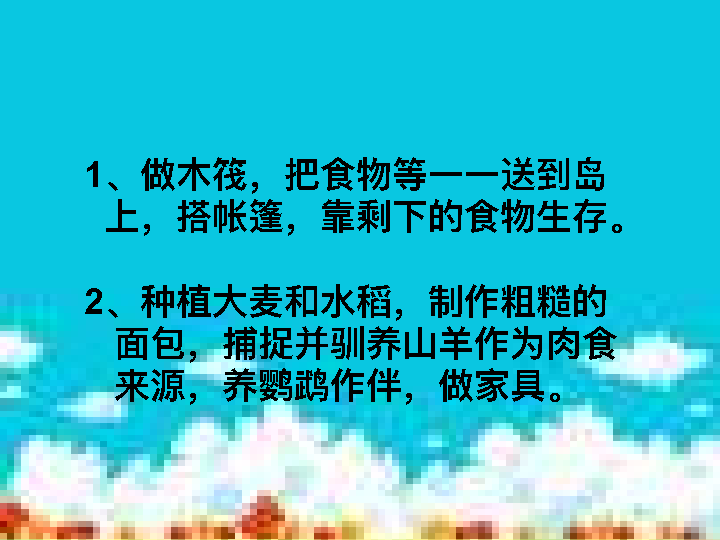 1、做木筏，把食物等一一送到岛
上，搭帐篷，靠剩下的食物生存。
2、种植大麦和水稻，制作粗糙的
面包，捕捉并驯养山羊作为肉食
来源，养鹦鹉作伴，做家具。